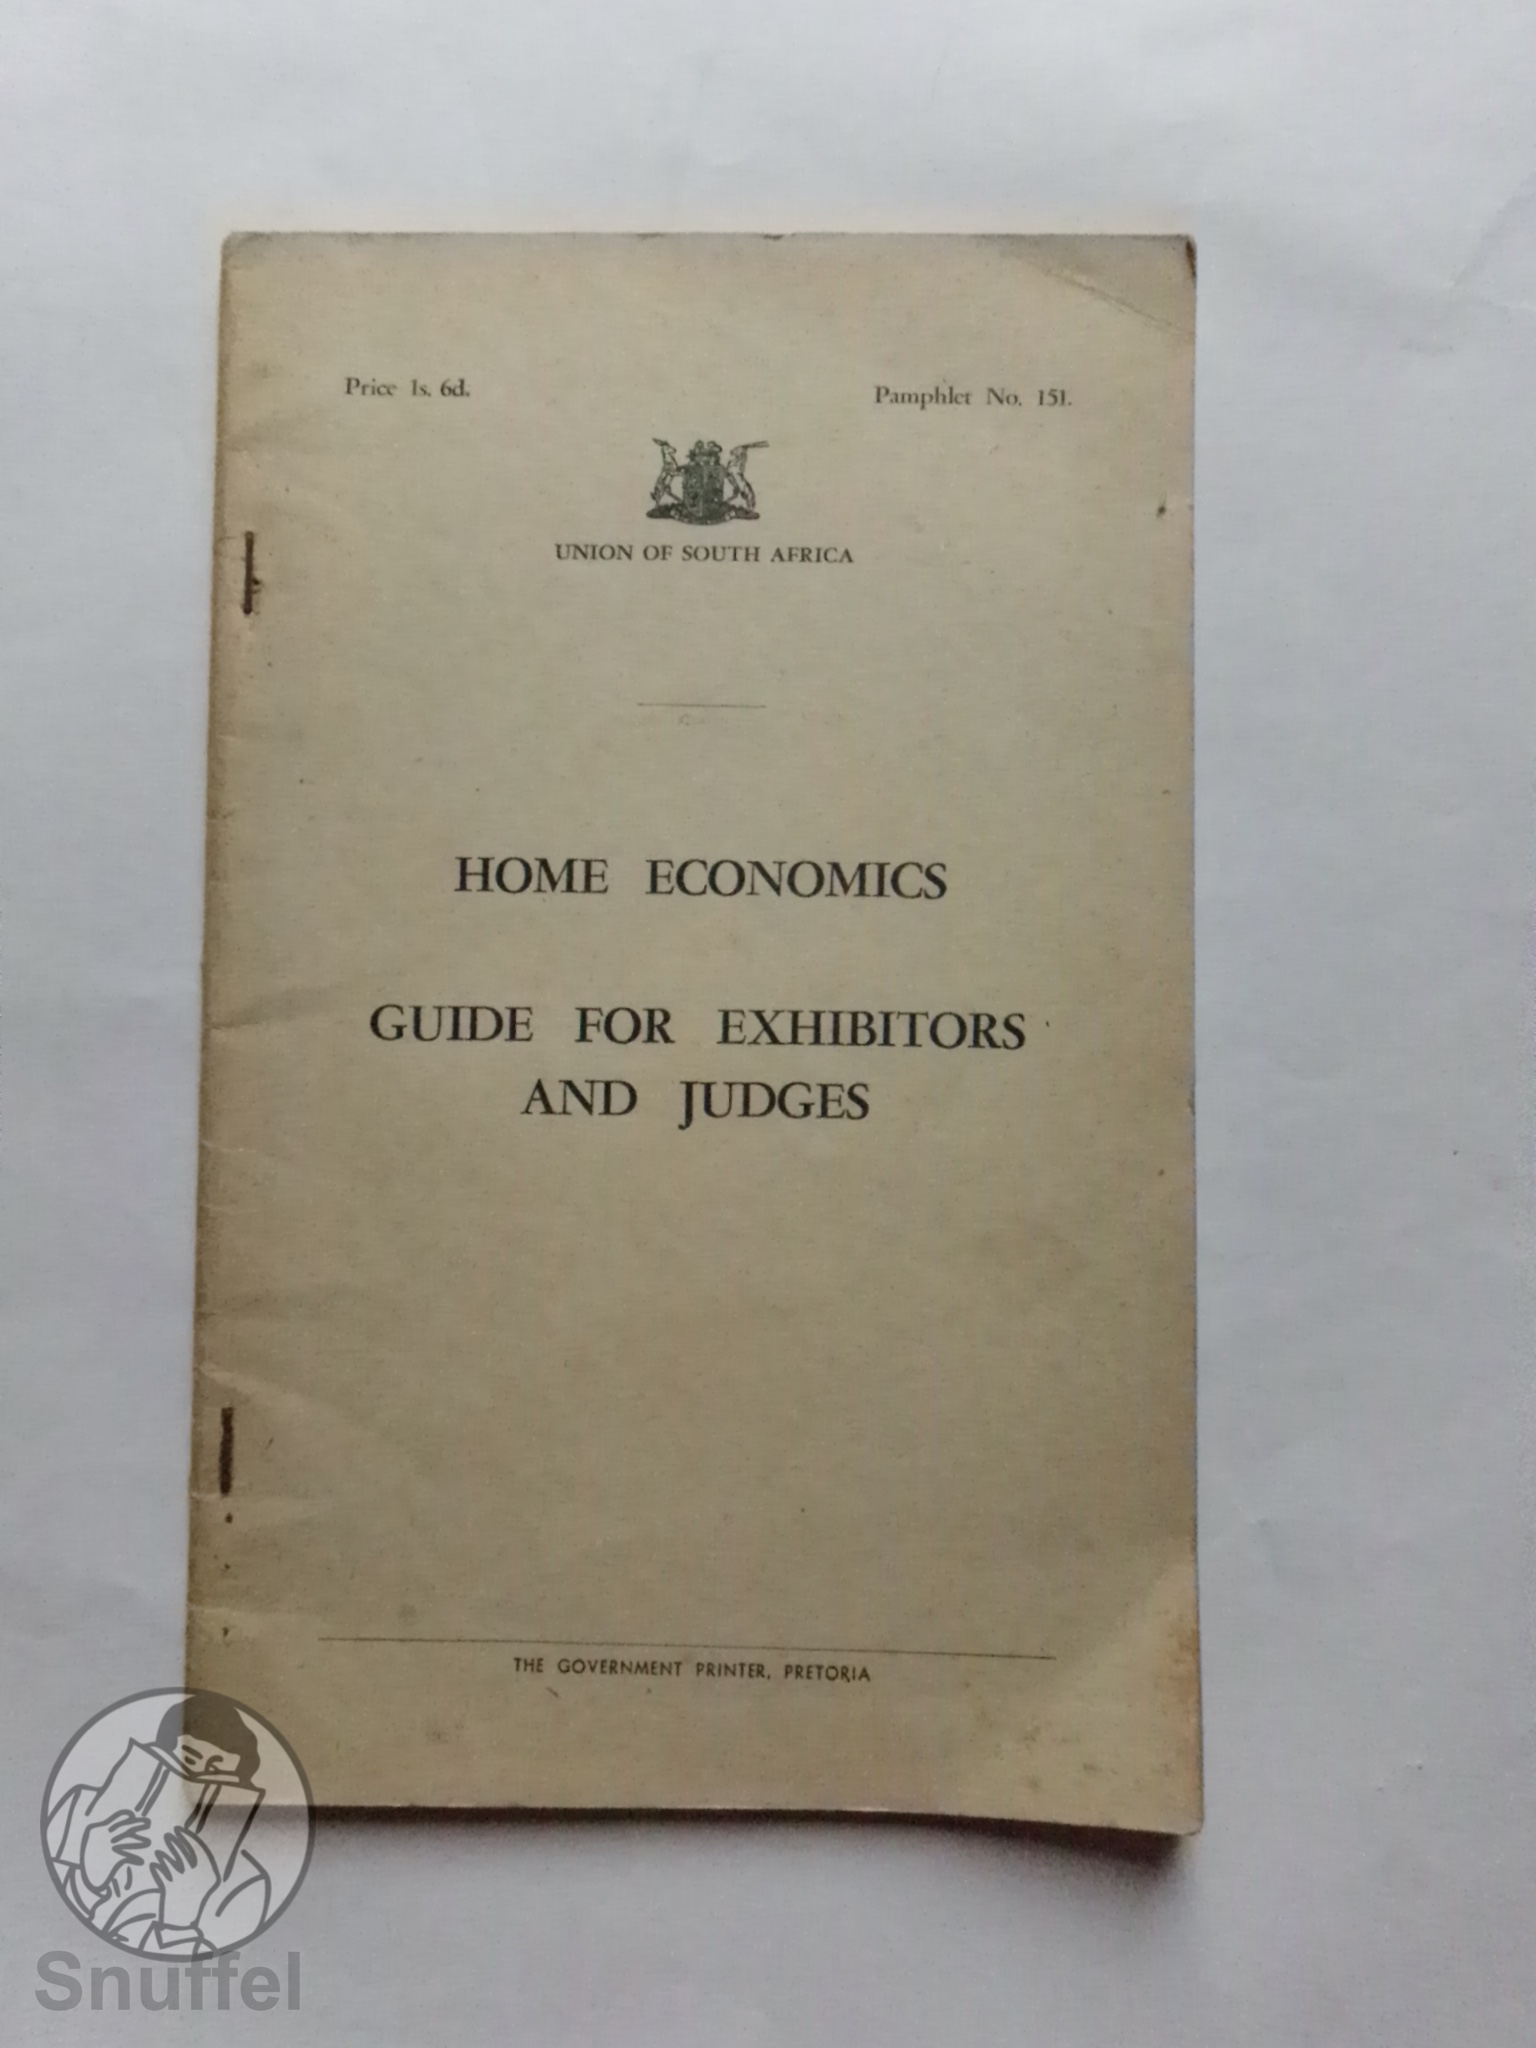 Price 1s. 6d.
Pamphlet No. 151.
UNION OF SOUTH AFRICA
HOME ECONOMICS
GUIDE FOR EXHIBITORS
AND JUDGES
THE GOVERNMENT PRINTER, PRETORIA
Snuffel